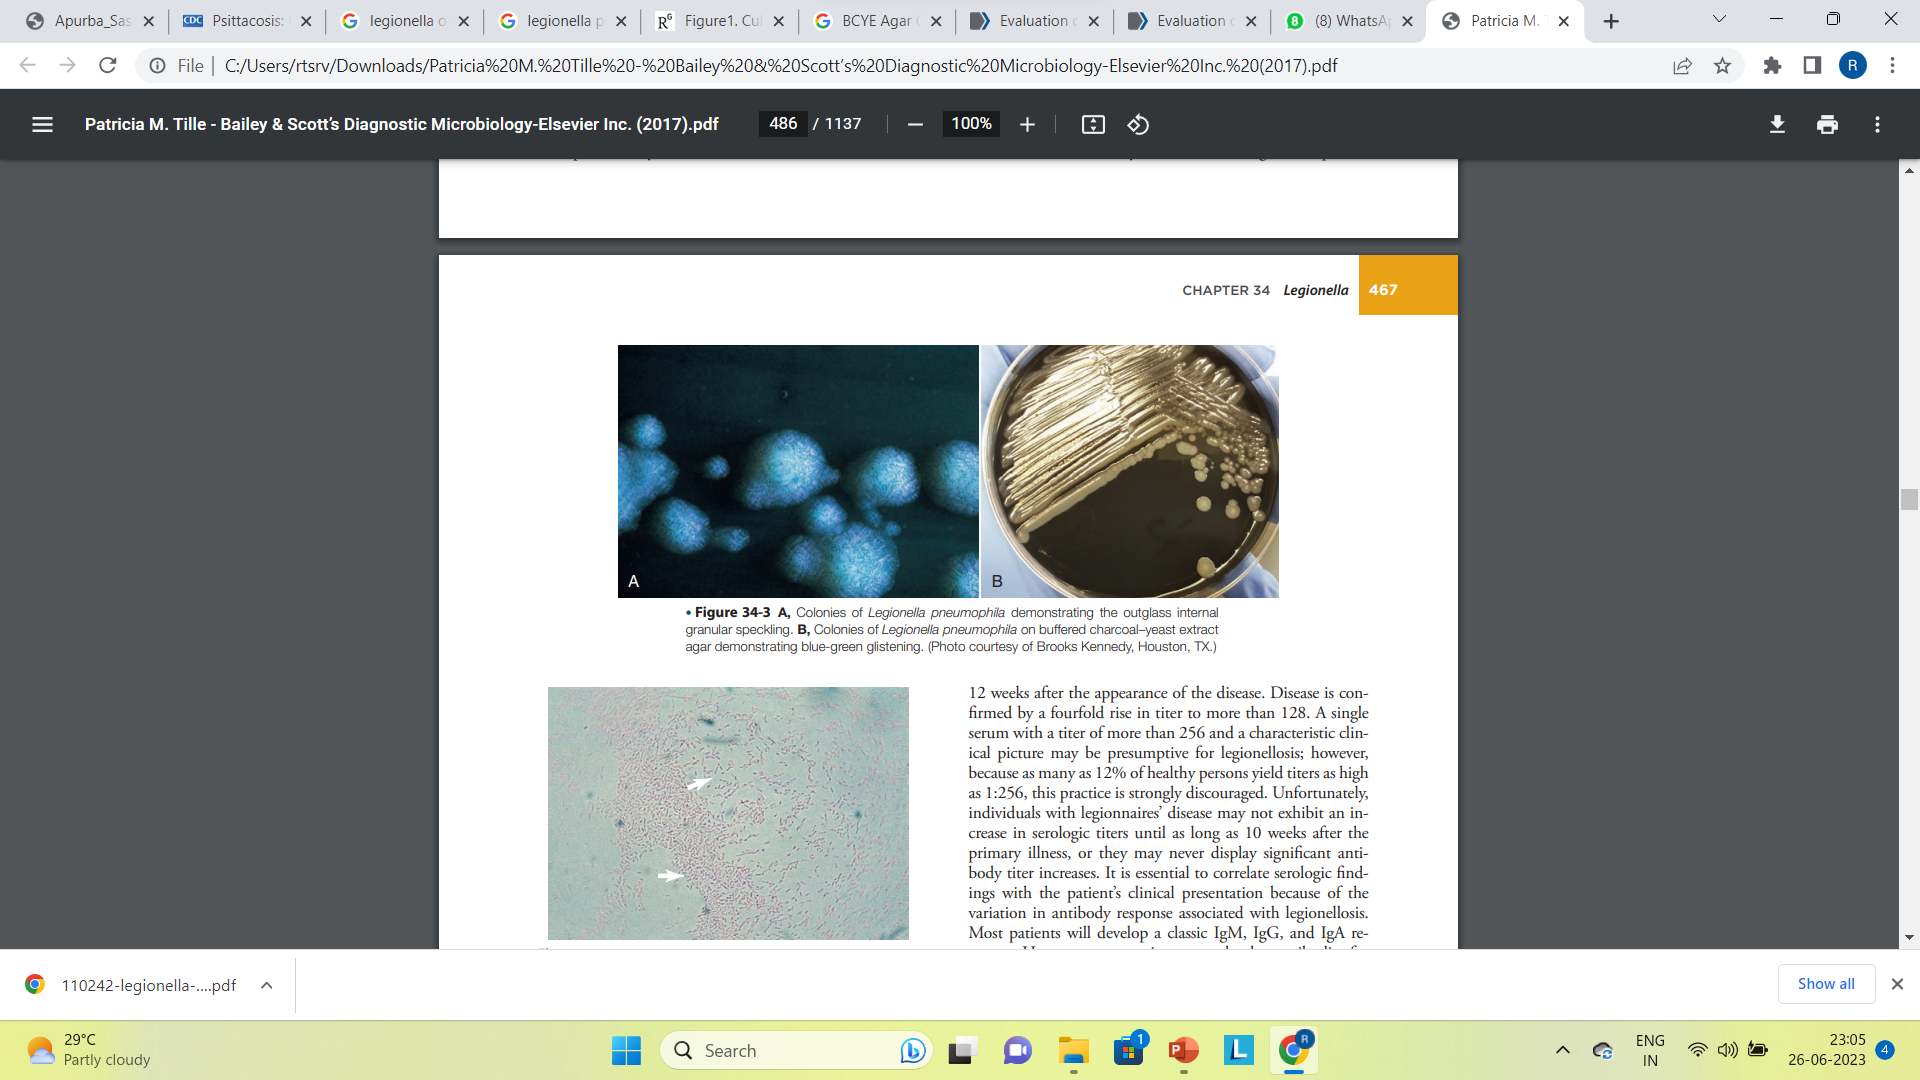 Apurba_Sas
Psittacosis:
legionella o
legionella p
Figure1. Cul
BCYE Agar
Evaluation
Evaluation
(8) WhatsA
Patricia M.
File
C:/Users/rtsrv/Downloads/Patricia%20M.%20Tille%20-%20Bailey%20&%20Scott's%20Diagnostic%20Microbiology-Elsevier%20Inc.%20(2017).pdf
R
Patricia M. Tille - Bailey & Scott's Diagnostic Microbiology-Elsevier Inc. (2017).pdf
486 / 1137
100%
CHAPTER 34 Legionella 467
A
B
• Figure 34-3 A, Colonies of Legionella pneumophila demonstrating the outglass internal
granular speckling. B, Colonies of Legionella pneumophila on buffered charcoal–yeast extract
agar demonstrating blue-green glistening. (Photo courtesy of Brooks Kennedy, Houston, TX.)
12 weeks after the appearance of the disease. Disease is con-
firmed by a fourfold rise in titer to more than 128. A single
serum with a titer of more than 256 and a characteristic clin-
ical picture may be presumptive for legionellosis; however,
because as many as 12% of healthy persons yield titers as high
as 1:256, this practice is strongly discouraged. Unfortunately,
individuals with legionnaires' disease may not exhibit an in-
crease in serologic titers until as long as 10 weeks after the
primary illness, or they may never display significant anti-
body titer increases. It is essential to correlate serologic find-
ings with the patient's clinical presentation because of the
variation in antibody response associated with legionellosis.
Most patients will develop a classic IgM, IgG, and IgA re-
110242-legionella-....pdf
Show all
29°C
Partly cloudy
Search
1
ENG
IN
23:05
26-06-2023
4